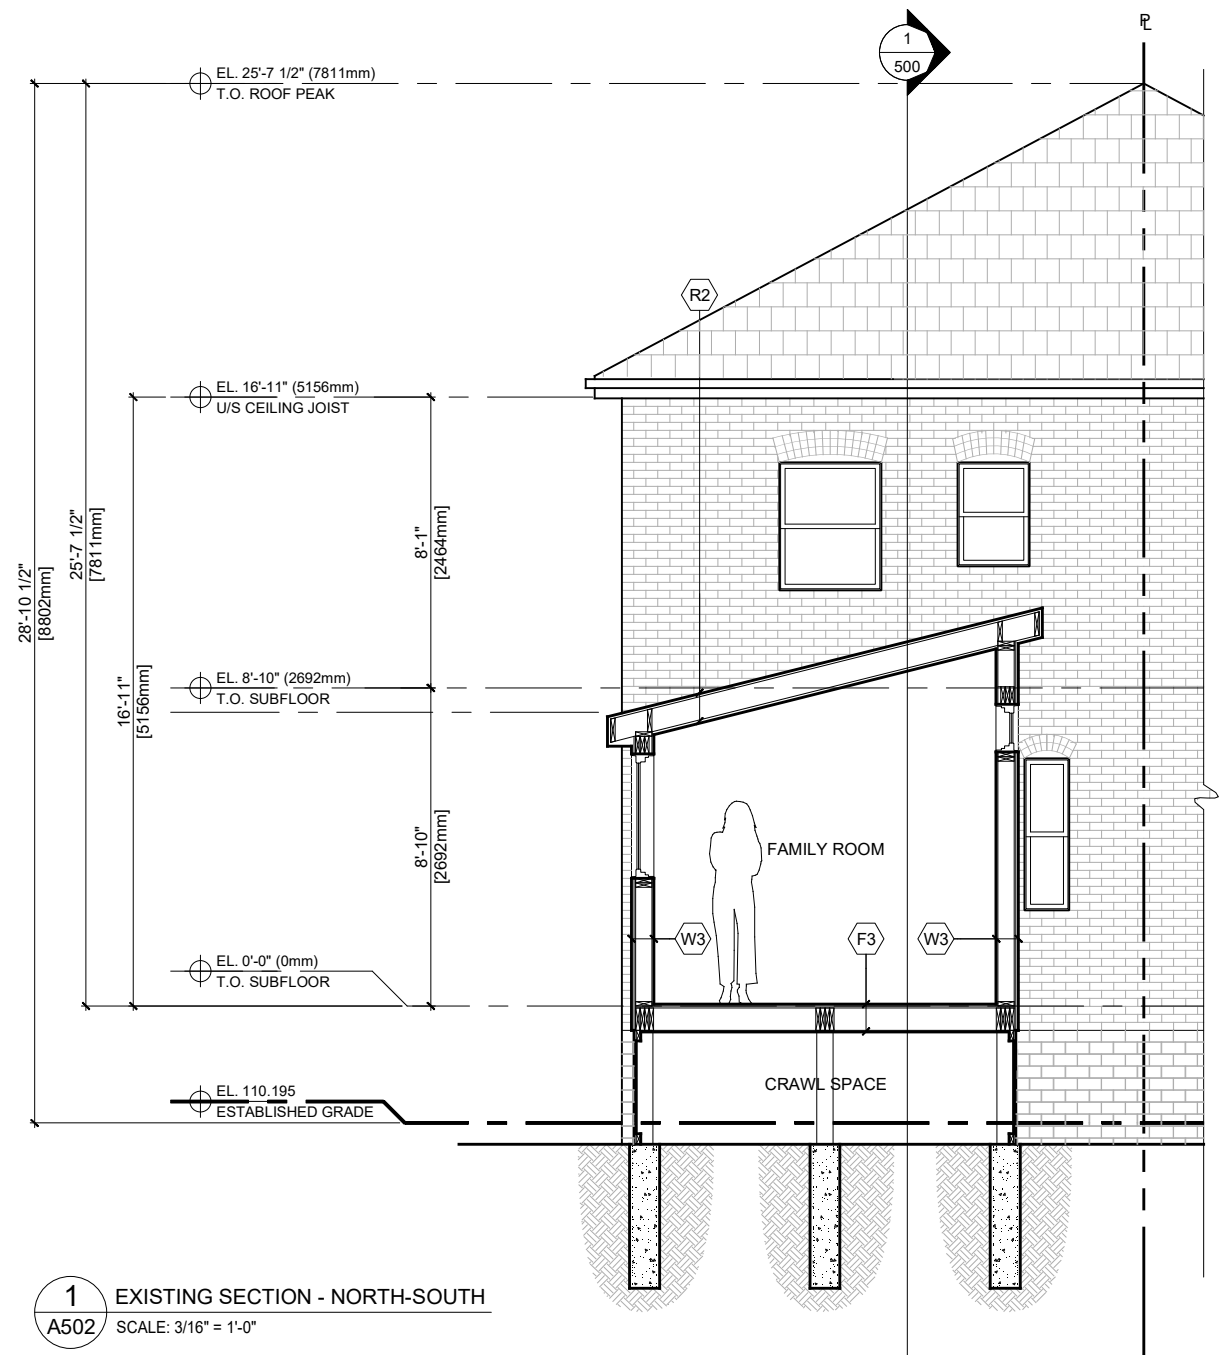 PL
1
500
EL. 25'-7 1/2" (7811mm)
T.O. ROOF PEAK
R2
EL. 16'-11" (5156mm)
U/S CEILING JOIST
28'-10 1/2"
[8802mm]
25'-7 1/2"
[7811mm]
16'-11"
[5156mm]
8'-1"
[2464mm]
EL. 8'-10" (2692mm)
T.O. SUBFLOOR
8'-10"
[2692mm]
FAMILY ROOM
W3
F3
W3
EL. 0'-0" (0mm)
T.O. SUBFLOOR
CRAWL SPACE
EL. 110.195
ESTABLISHED GRADE
1
A502
EXISTING SECTION - NORTH-SOUTH
SCALE: 3/16" = 1'-0"